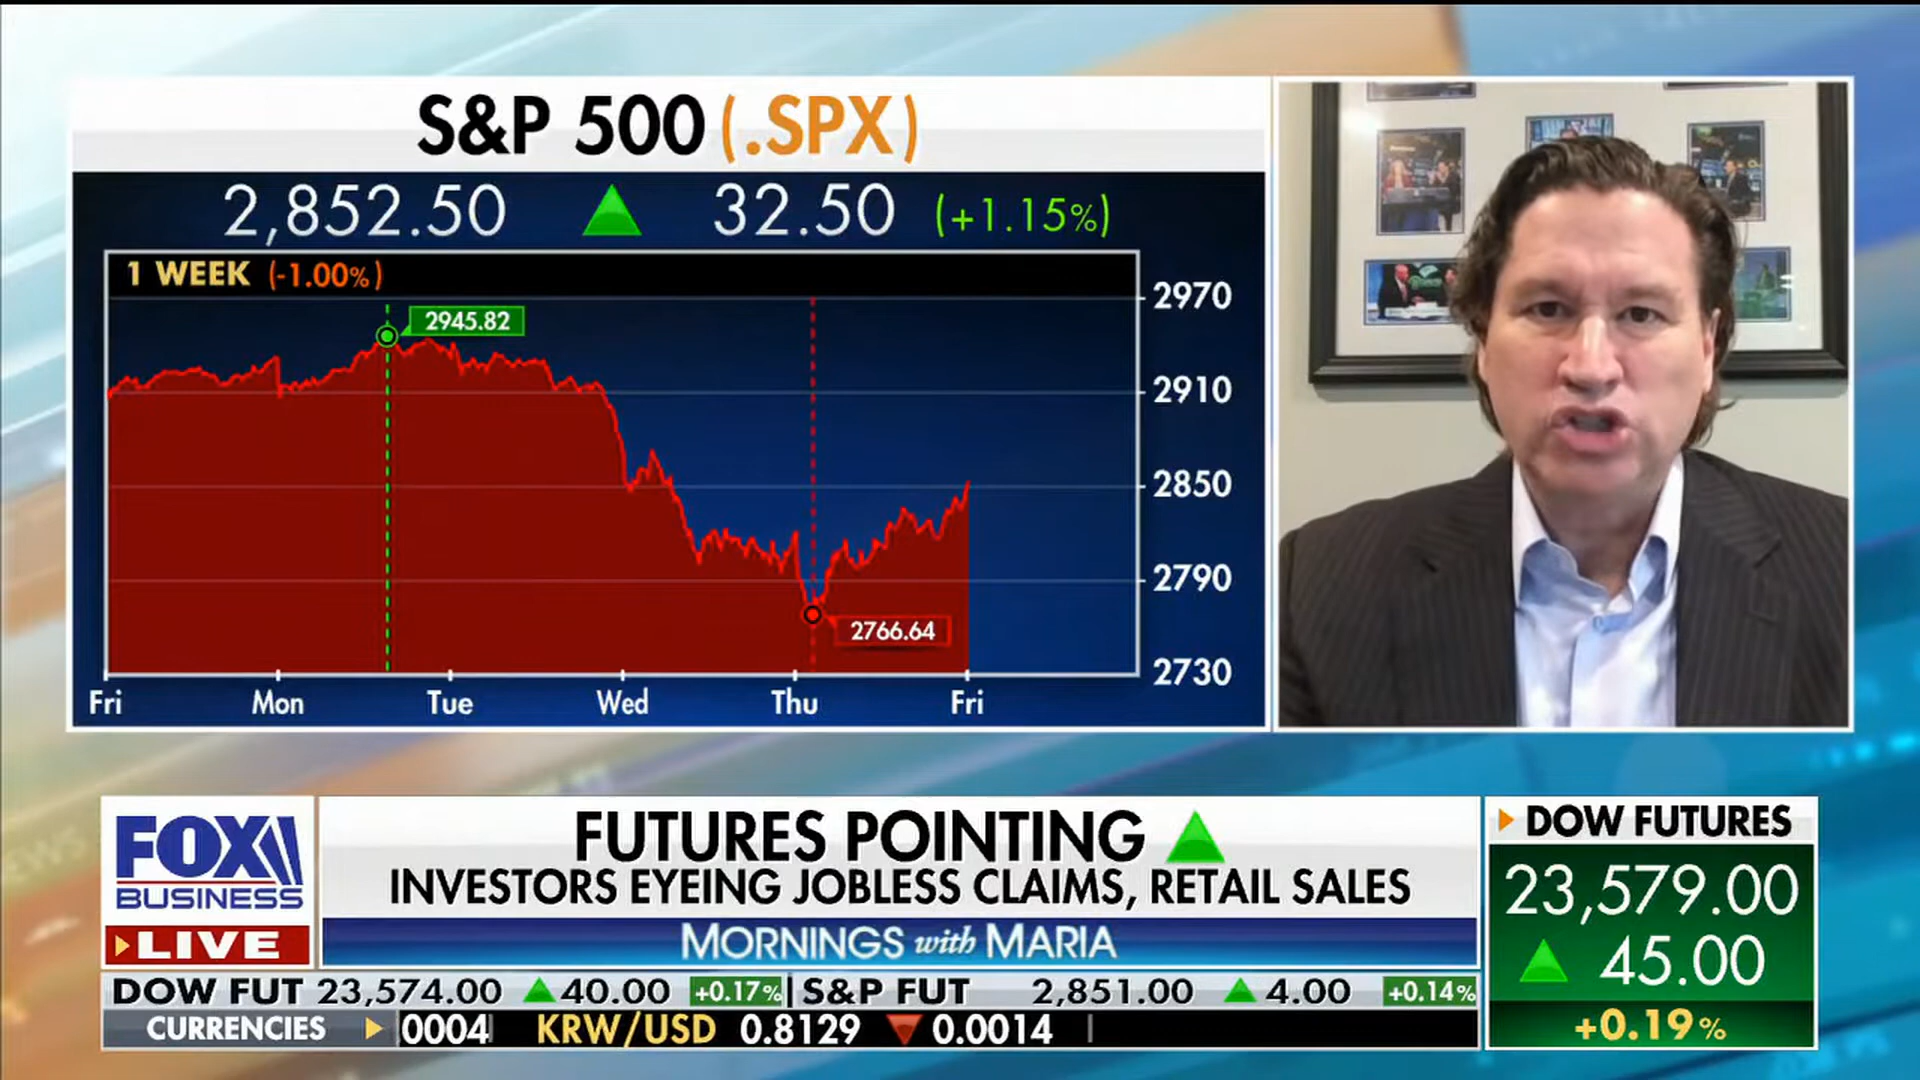 S&P 500 (.SPX)
2,852.50 ▲ 32.50 (+1.15%)
1 WEEK (-1.00%)
2945.82
2766.64
2970
2910
2850
2790
2730
Fri Mon Tue Wed Thu Fri
FOX
BUSINESS
LIVE
FUTURES POINTING ▲
INVESTORS EYEING JOBLESS CLAIMS, RETAIL SALES
MORNINGS with MARIA
DOW FUTURES
23,579.00
▲ 45.00
+0.19%
DOW FUT 23,574.00 ▲ 40.00 +0.17% | S&P FUT 2,851.00 ▲ 4.00 +0.14%
CURRENCIES 0004 KRW/USD 0.8129 ▼ 0.0014